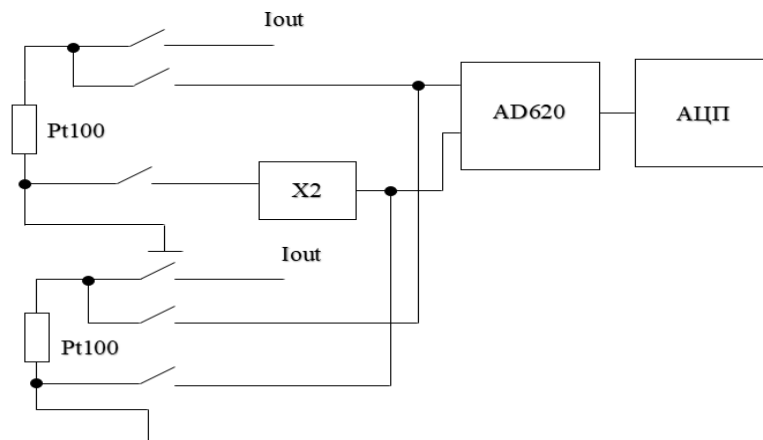 Iout
Pt100
X2
AD620
АЦП
Iout
Pt100